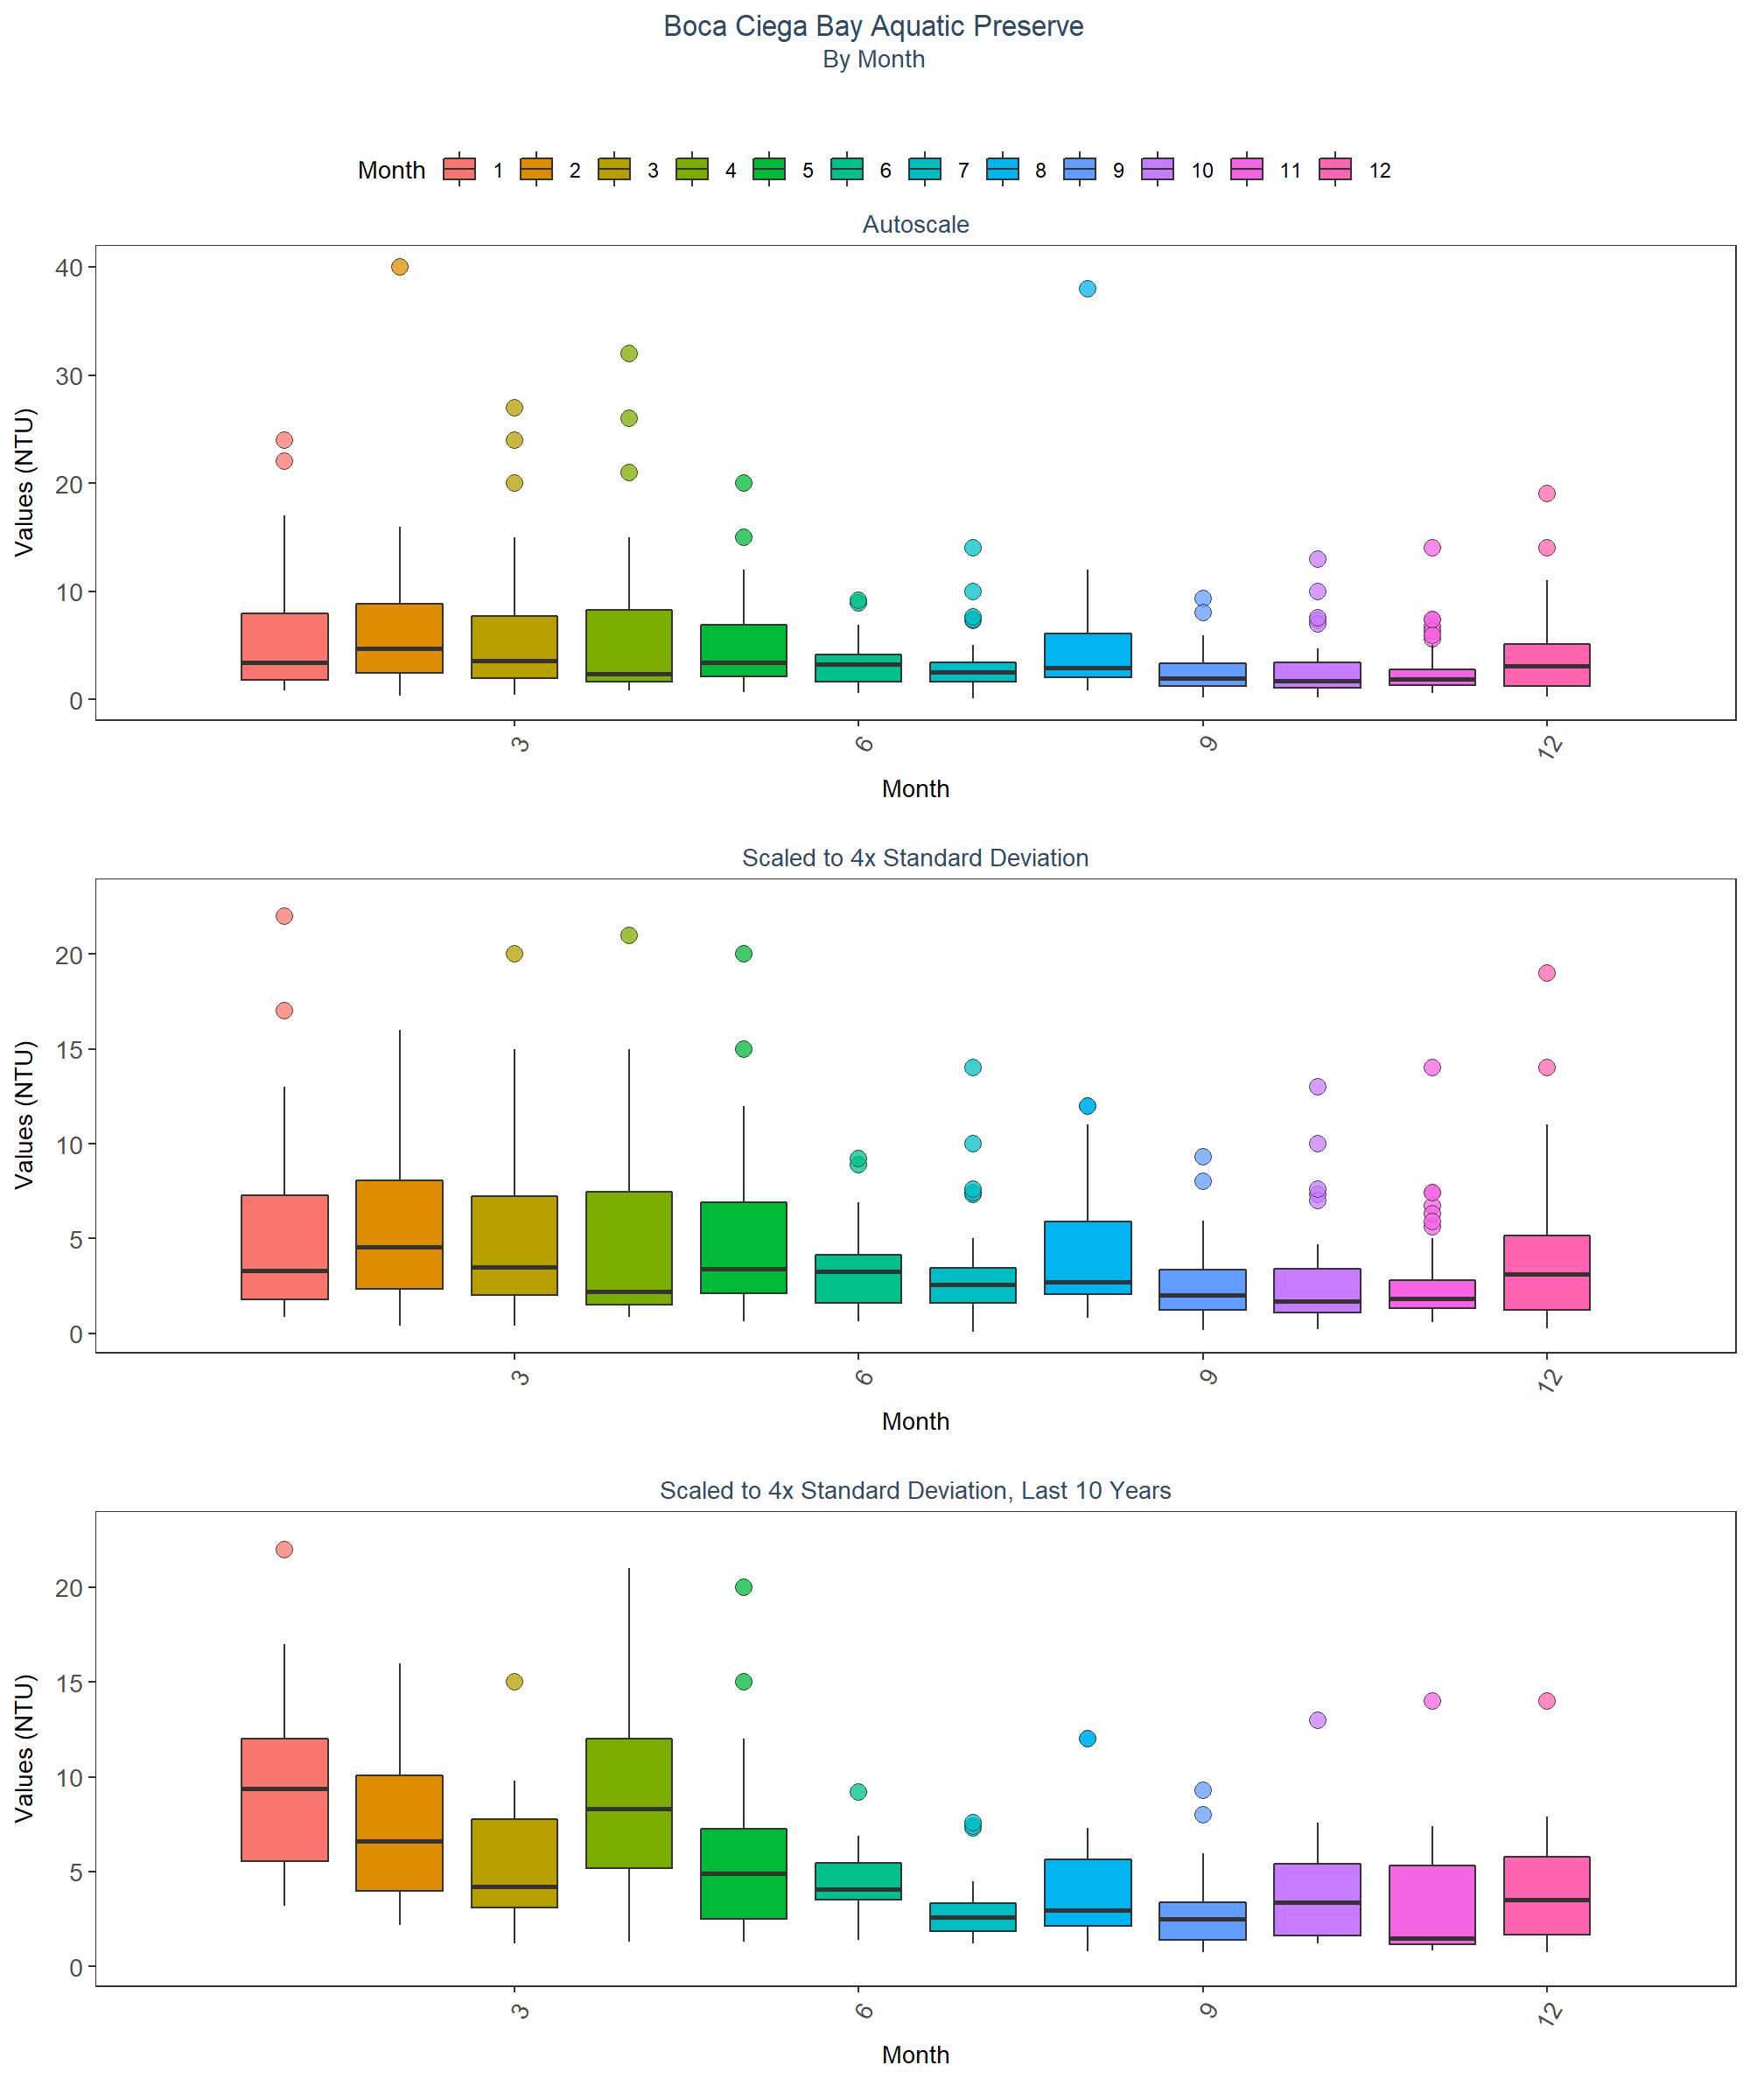 Boca Ciega Bay Aquatic Preserve
By Month
Month 1 2 3 4 5 6 7 8 9 10 11 12
Autoscale
Values (NTU)
40
30
20
10
0
3 6 9 12
Month
Scaled to 4x Standard Deviation
Values (NTU)
20
15
10
5
0
3 6 9 12
Month
Scaled to 4x Standard Deviation, Last 10 Years
Values (NTU)
20
15
10
5
0
3 6 9 12
Month